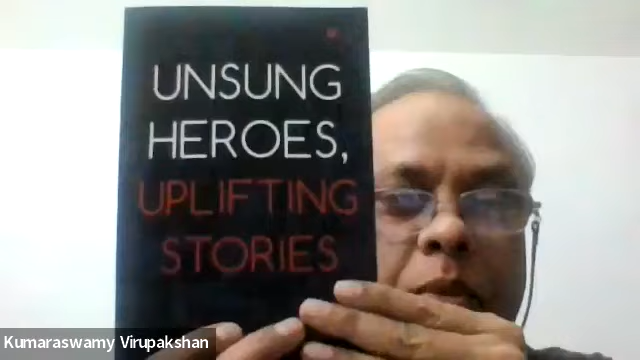 UNSUNG
HEROES,
UPLIFTING
STORIES
Kumaraswamy Virupakshan